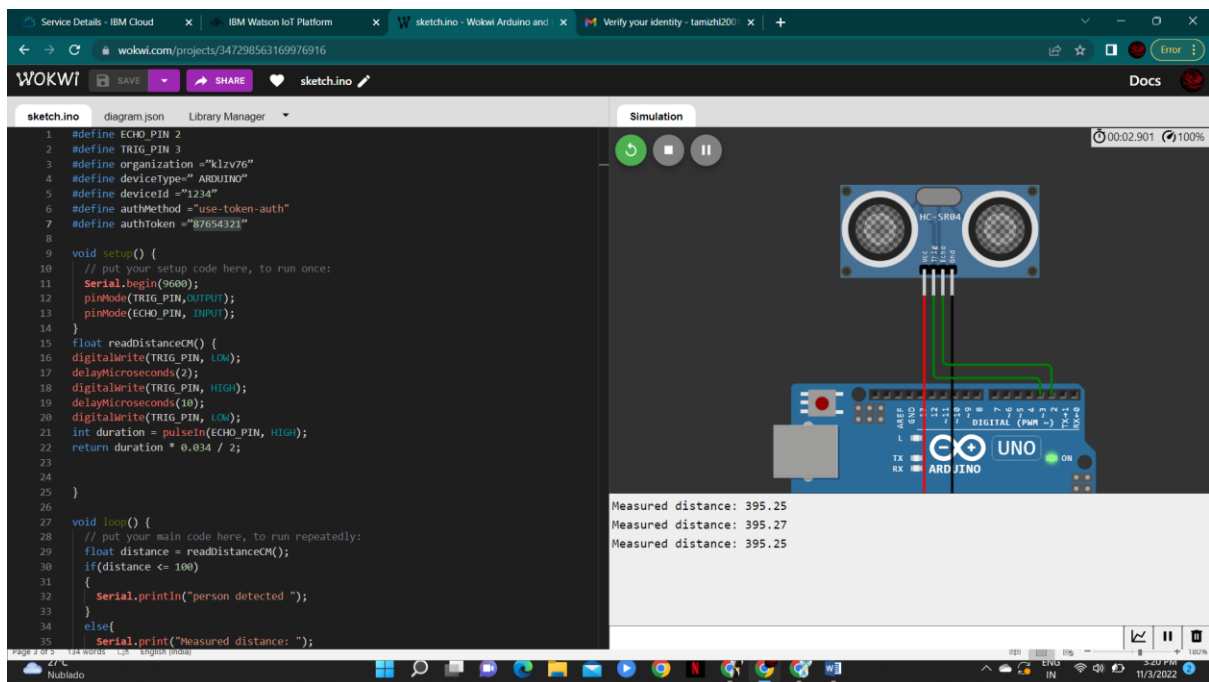 Service Details - IBM Cloud
IBM Watson IoT Platform
sketch.ino - Wokwi Arduino and
Verify your identity - tamizhl2001
wokwi.com/projects/347298563169976916
Error
WOKWI
SAVE
SHARE
sketch.ino
Docs
sketch.ino
diagram.json
Library Manager
Simulation
1 #define ECHO_PIN 2
2 #define TRIG_PIN 3
3 #define organization =”klzv76”
4 #define deviceType=” ARDUINO”
5 #define deviceId =”1234”
6 #define authMethod =”use-token-auth"
7 #define authToken =”87654321”
8
9 void setup() {
10 // put your setup code here, to run once:
11 Serial.begin(9600);
12 pinMode(TRIG_PIN,OUTPUT);
13 pinMode(ECHO_PIN, INPUT);
14 }
15 float readDistanceCM() {
16 digitalWrite(TRIG_PIN, LOW);
17 delayMicroseconds(2);
18 digitalWrite(TRIG_PIN, HIGH);
19 delayMicroseconds(10);
20 digitalWrite(TRIG_PIN, LOW);
21 int duration = pulseIn(ECHO_PIN, HIGH);
22 return duration * 0.034 / 2;
23
24
25 }
26
27 void loop() {
28 // put your main code here, to run repeatedly:
29 float distance = readDistanceCM();
30 if(distance <= 100)
31 {
32 Serial.println("person detected ");
33 }
34 else{
35 Serial.print("Measured distance: ");
00:02.901 100%
HC-SR04
Vcc
Trig
Echo
Gnd
AREF
GND
13
12
~11
~10
~9
8
7
~6
~5
4
~3
2
TX→1
RX←0
DIGITAL (PWM ~)
L
TX
RX
UNO
ARDUINO
ON
Measured distance: 395.25
Measured distance: 395.27
Measured distance: 395.25
Page 3 of 5 134 words English (India)
180%
27°C
Nublado
ENG
IN
3:20 PM
11/3/2022
2